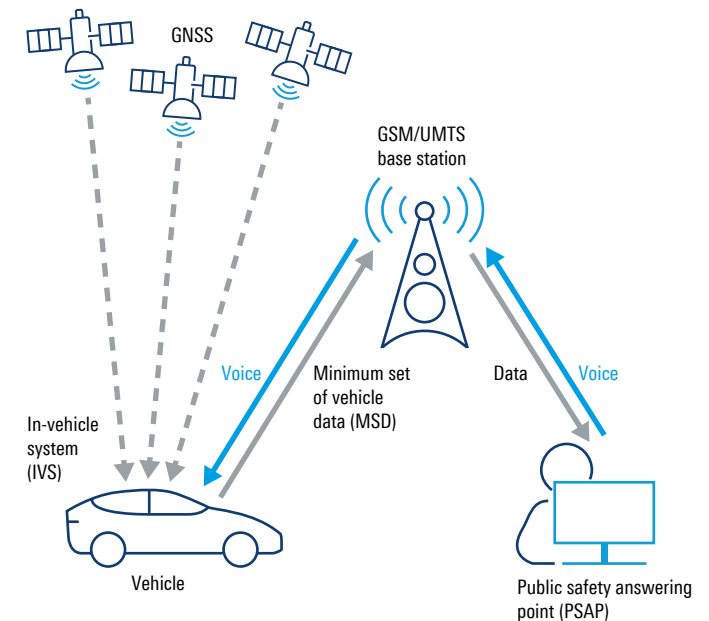 GNSS
GSM/UMTS
base station
Voice
Minimum set
of vehicle
data (MSD)
Data
Voice
In-vehicle
system
(IVS)
Vehicle
Public safety answering
point (PSAP)